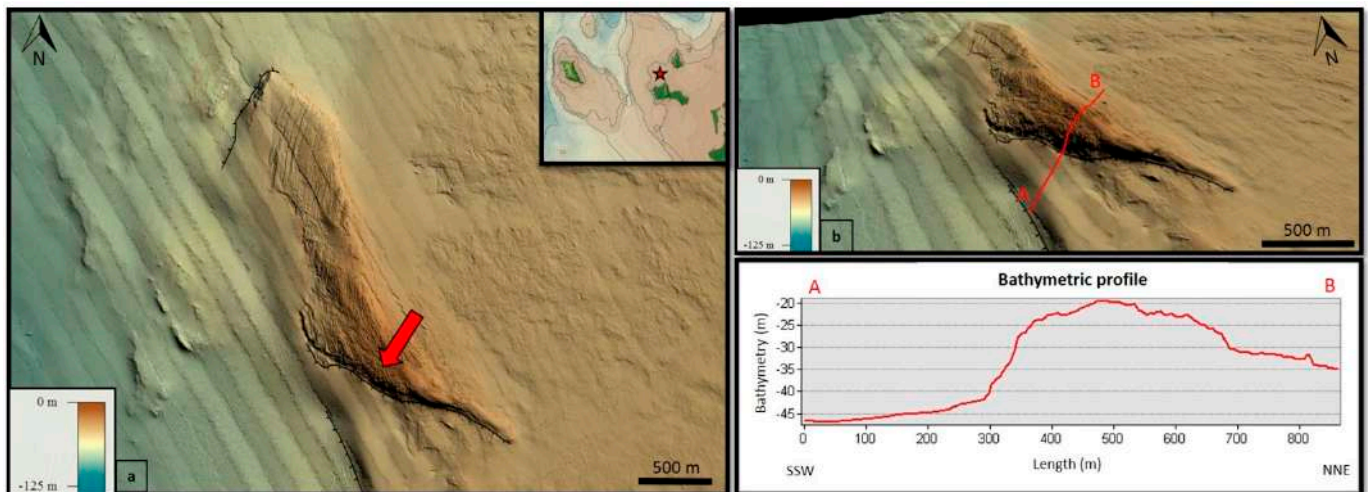 N
0 m
-125 m
a
500 m
N
B
A
0 m
-125 m
b
500 m
Bathymetric profile
A
B
Bathymetry (m)
-20
-25
-30
-35
-40
-45
0 100 200 300 400 500 600 700 800
Length (m)
SSW
NNE